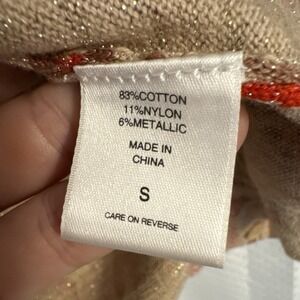 83%COTTON
11%NYLON
6%METALLIC
MADE IN
CHINA
S
CARE ON REVERSE